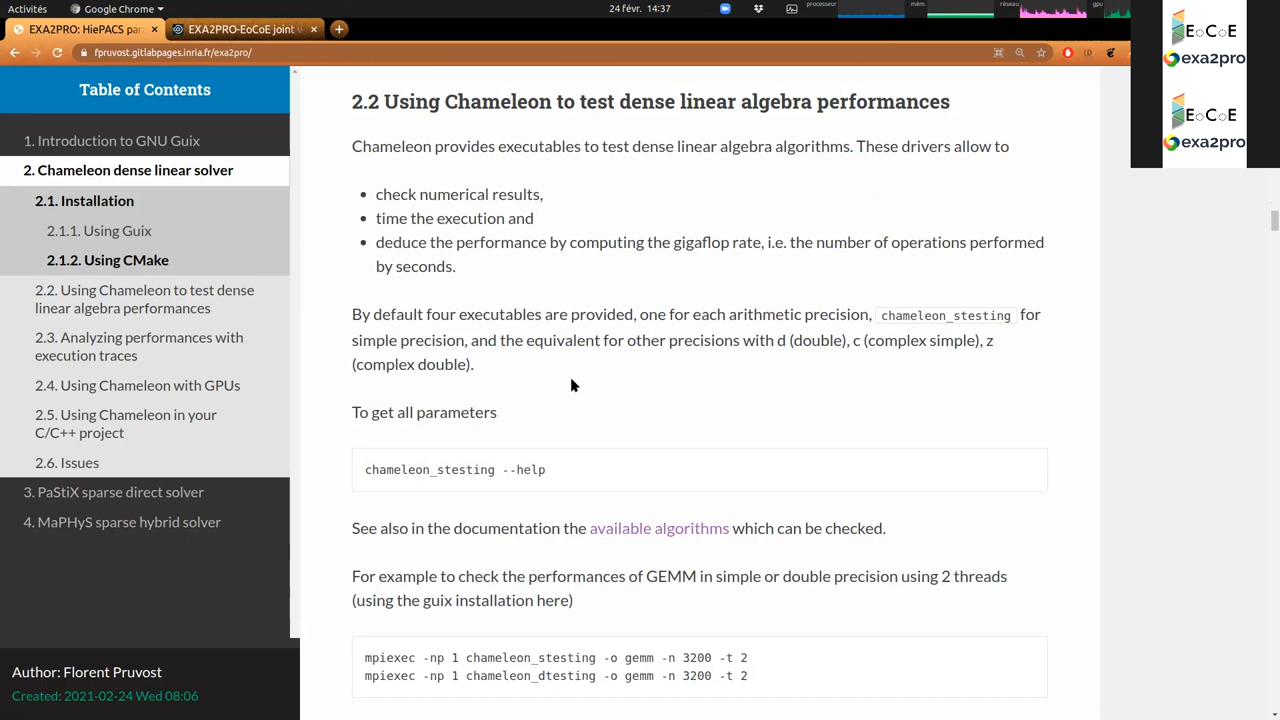 Activités
Google Chrome
24 févr. 14:37
processeur
mém.
réseau
gpu
EXA2PRO: HiePACS pa
EXA2PRO-EoCoE joint w
fpruvost.gitlabpages.inria.fr/exa2pro/
Table of Contents
1. Introduction to GNU Guix
2. Chameleon dense linear solver
2.1. Installation
2.1.1. Using Guix
2.1.2. Using CMake
2.2. Using Chameleon to test dense
linear algebra performances
2.3. Analyzing performances with
execution traces
2.4. Using Chameleon with GPUs
2.5. Using Chameleon in your
C/C++ project
2.6. Issues
3. PaStiX sparse direct solver
4. MaPHyS sparse hybrid solver
Author: Florent Pruvost
Created: 2021-02-24 Wed 08:06
2.2 Using Chameleon to test dense linear algebra performances
Chameleon provides executables to test dense linear algebra algorithms. These drivers allow to
• check numerical results,
• time the execution and
• deduce the performance by computing the gigaflop rate, i.e. the number of operations performed
by seconds.
By default four executables are provided, one for each arithmetic precision, chameleon_stesting for
simple precision, and the equivalent for other precisions with d (double), c (complex simple), z
(complex double).
To get all parameters
chameleon_stesting --help
See also in the documentation the available algorithms which can be checked.
For example to check the performances of GEMM in simple or double precision using 2 threads
(using the guix installation here)
mpiexec -np 1 chameleon_stesting -o gemm -n 3200 -t 2
mpiexec -np 1 chameleon_dtesting -o gemm -n 3200 -t 2
EoCoE
exa2pro
EoCoE
exa2pro